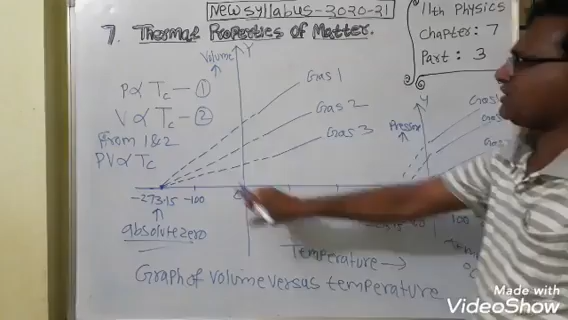 New syllabus-2020-21
7. Thermal Properties of Matter.
11th Physics
chapter: 7
Part: 3
Volume
Y
P∝ Tc — ①
V ∝ Tc — ②
From 1&2
PV∝ Tc
Gas 1
Gas 2
Gas 3
Y
Pressure
-273.15
-100
absolute zero
Temperature →
100
Graph of volume versus temperature
Made with
VideoShow